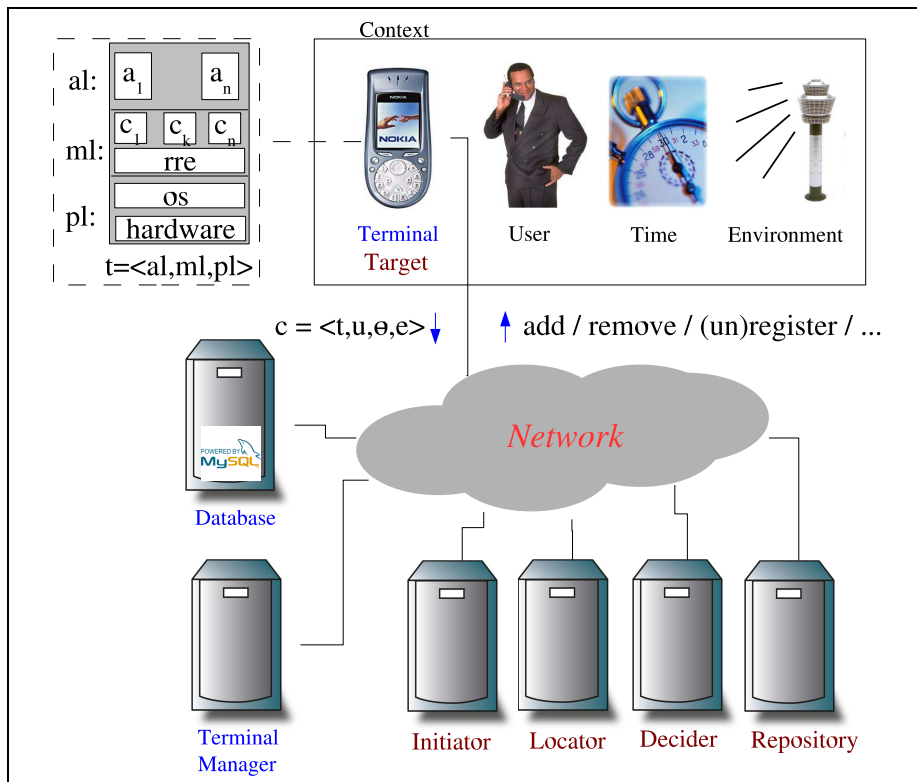 Context
al:
a1
an
c1
ck
cn
ml:
rre
os
pl:
hardware
t=<al,ml,pl>
NOKIA
NOKIA
Terminal
Target
User
Time
Environment
c = <t,u,ɵ,e>
add / remove / (un)register / ...
Network
POWERED BY
MySQL
Database
Terminal
Manager
Initiator
Locator
Decider
Repository